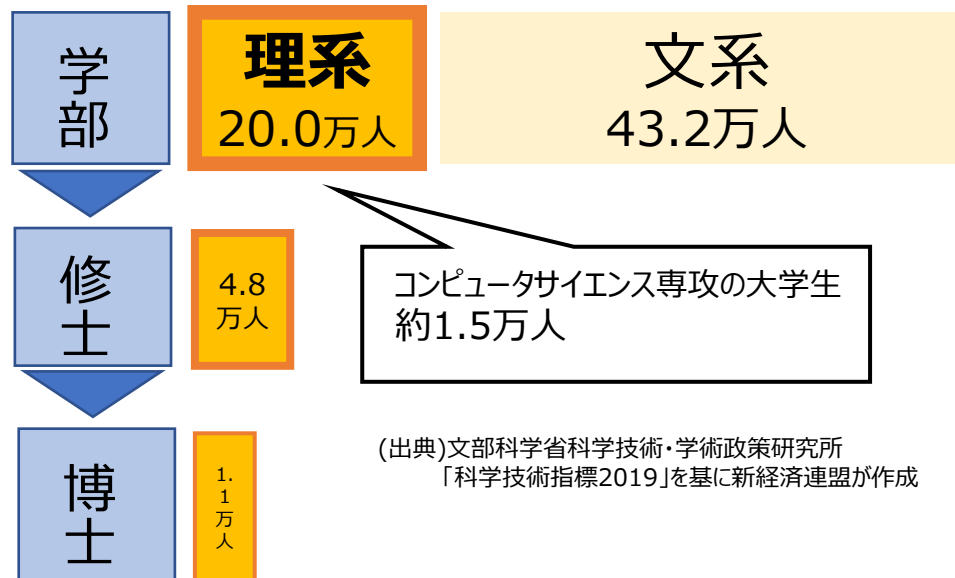 学部
理系
20.0万人
文系
43.2万人
修士
4.8
万人
コンピュータサイエンス専攻の大学生
約1.5万人
博士
1.
1
万
人
(出典)文部科学省科学技術・学術政策研究所
「科学技術指標2019」を基に新経済連盟が作成